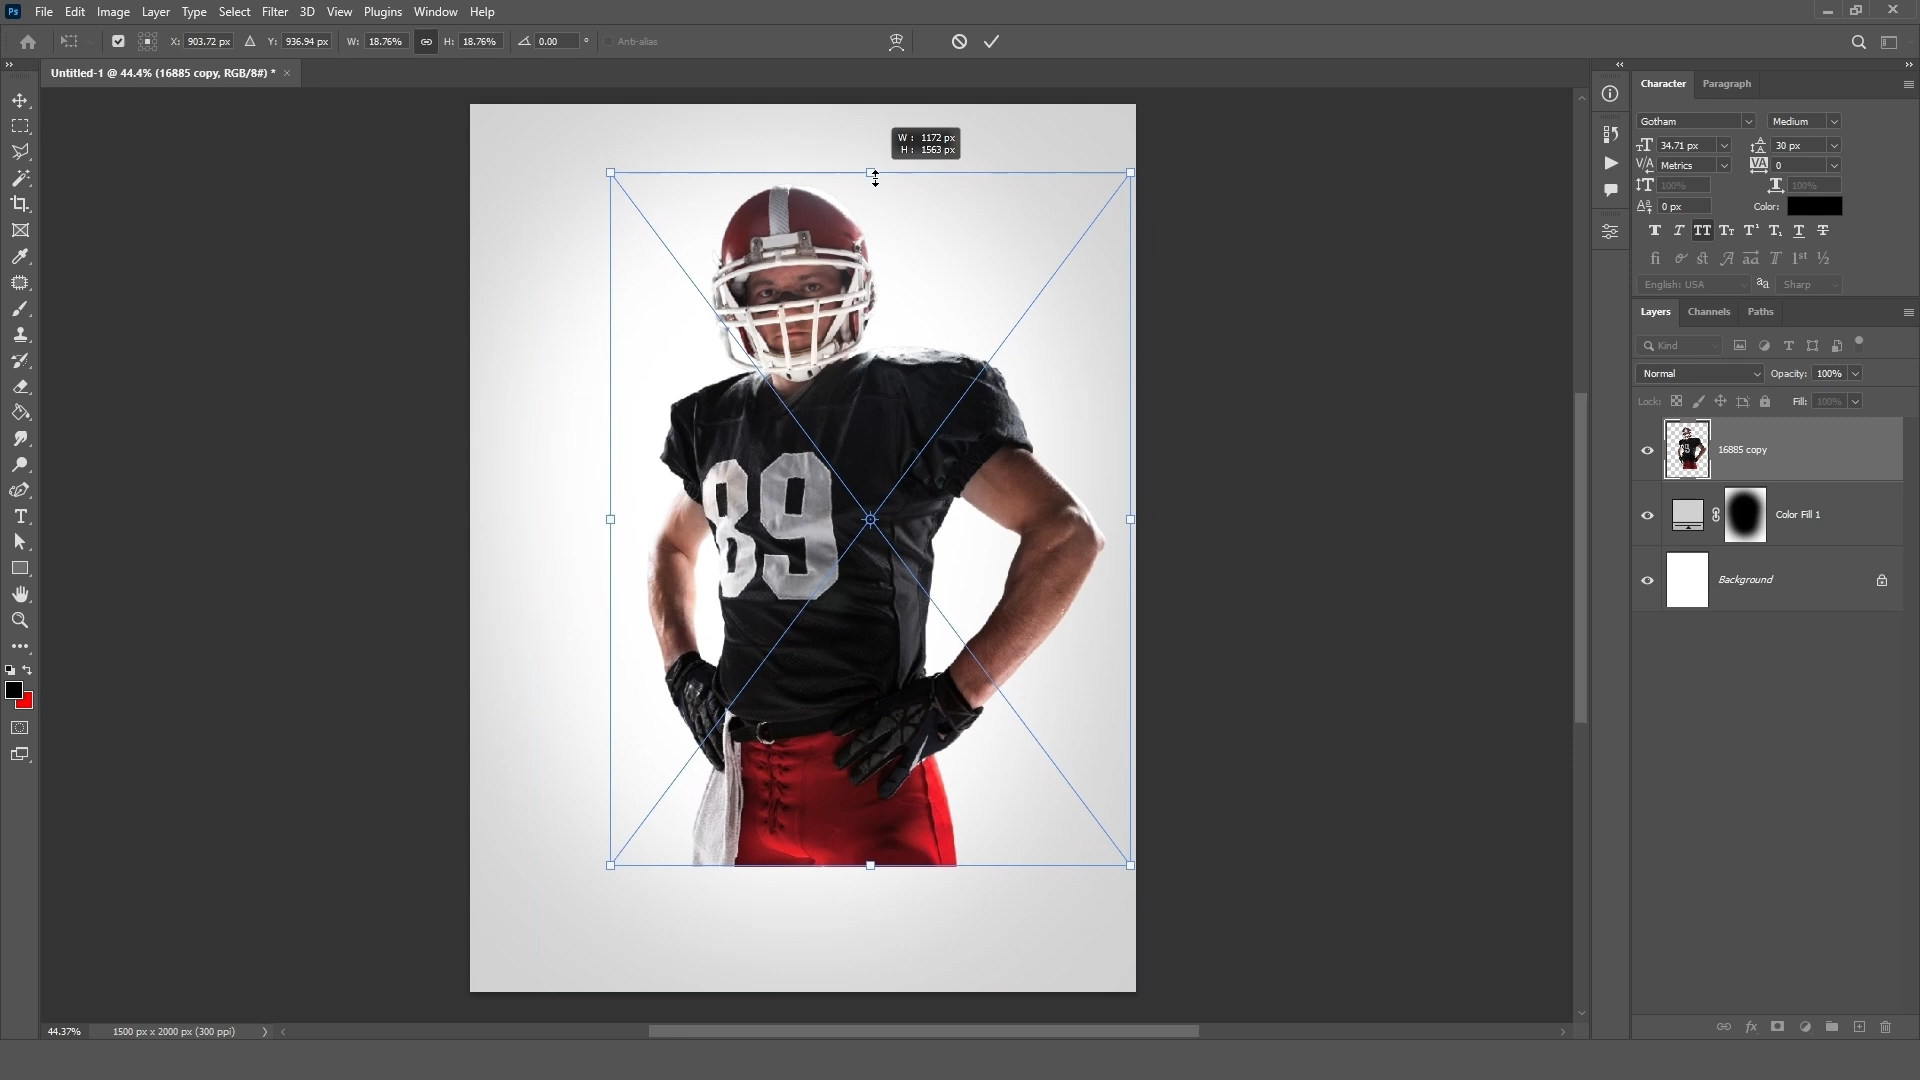 Ps File Edit Image Layer Type Select Filter 3D View Plugins Window Help
X: 903.72 px Y: 936.94 px W: 18.76% H: 18.76% 0.00 ° Anti-alias
Untitled-1 @ 44.4% (16885 copy, RGB/8#) * ×
W : 1172 px
H : 1563 px
89
44.37% 1500 px x 2000 px (300 ppi)
Character Paragraph
Gotham Medium
34.71 px 30 px
Metrics 0
100% 100%
0 px Color:
English: USA Sharp
Layers Channels Paths
Kind
Normal Opacity: 100%
Lock: Fill: 100%
16885 copy
Color Fill 1
Background